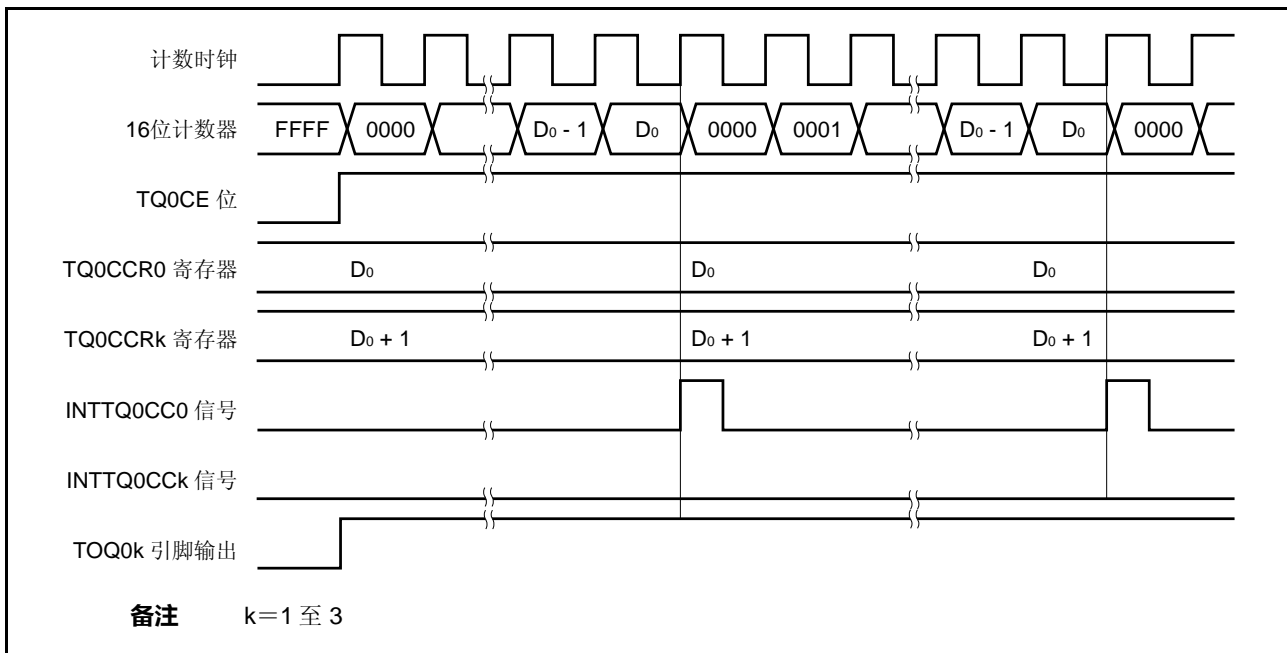 计数时钟
16位计数器 FFFF 0000 D₀ - 1 D₀ 0000 0001 D₀ - 1 D₀ 0000
TQ0CE 位
TQ0CCR0 寄存器 D₀ D₀ D₀
TQ0CCRk 寄存器 D₀ + 1 D₀ + 1 D₀ + 1
INTTQ0CC0 信号
INTTQ0CCk 信号
TOQ0k 引脚输出
备注 k＝1 至 3